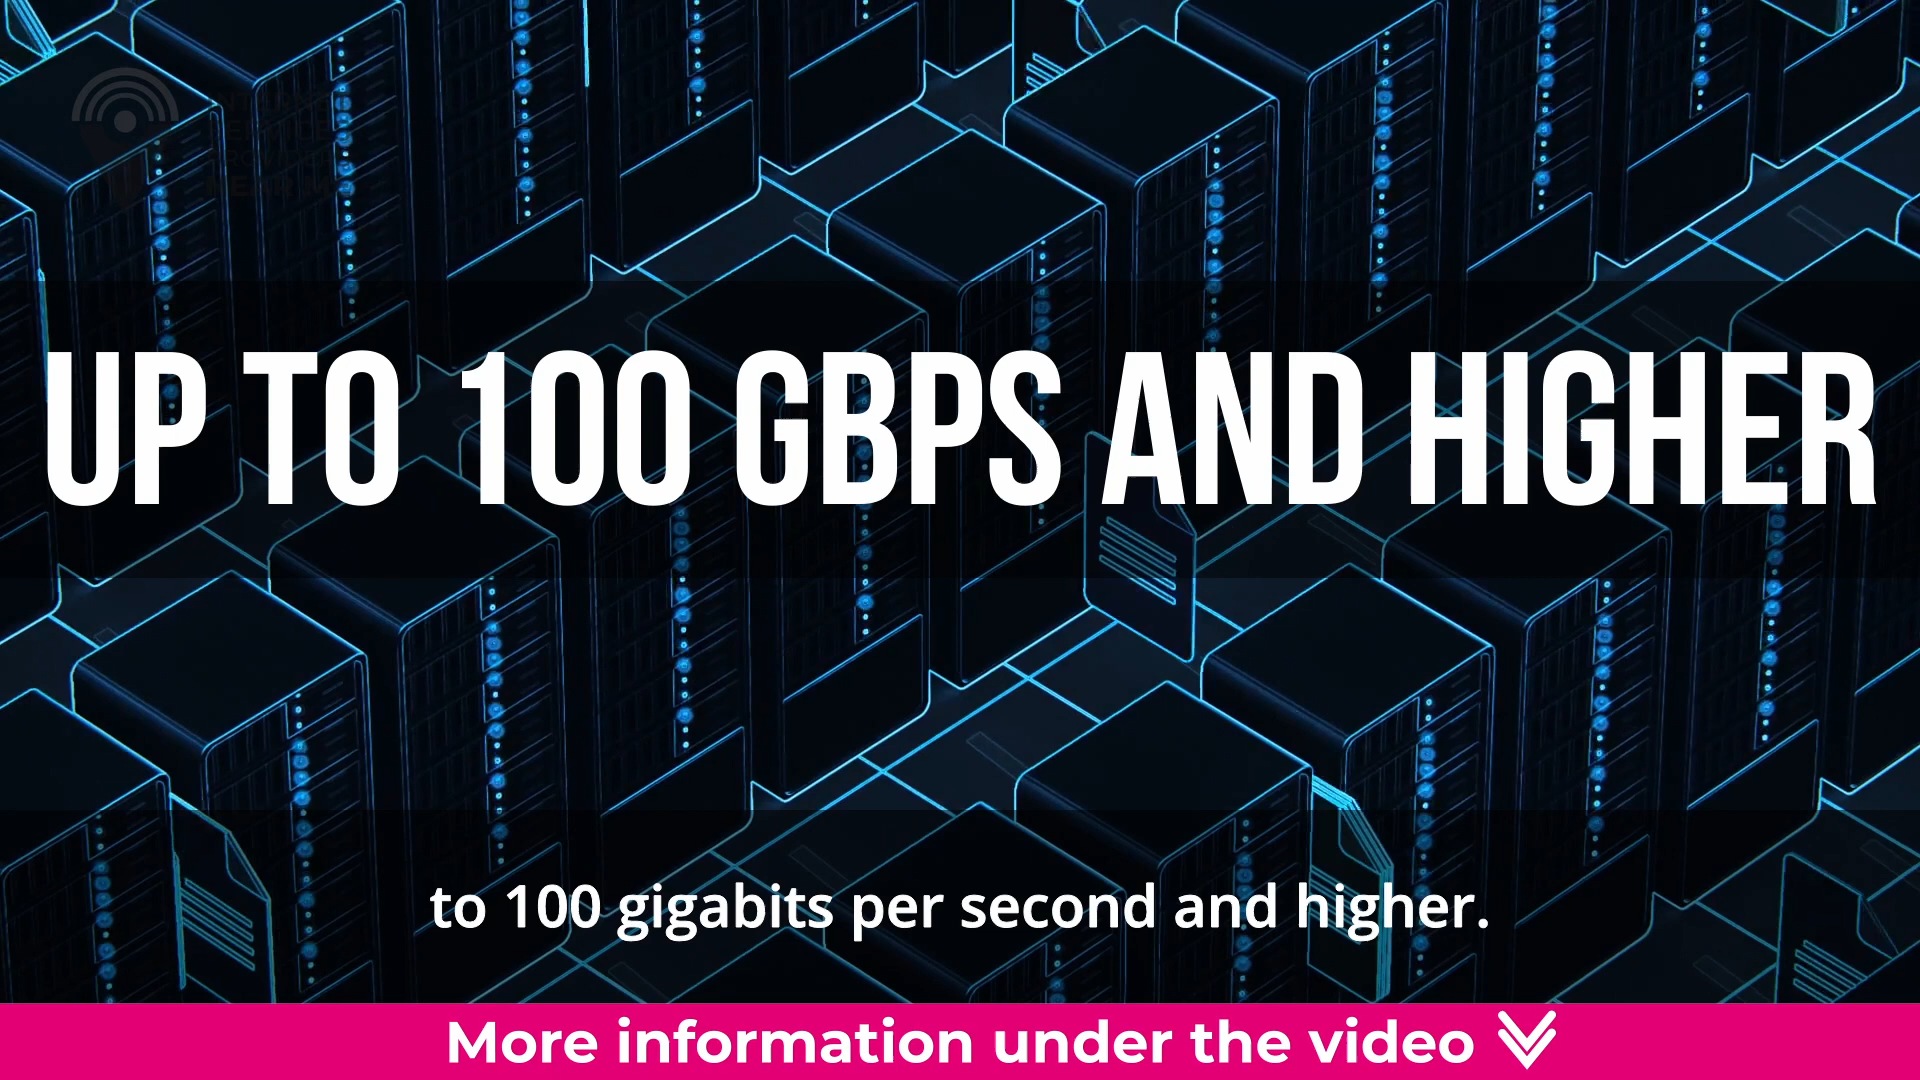 UP TO 100 GBPS AND HIGHER
to 100 gigabits per second and higher.
More information under the video